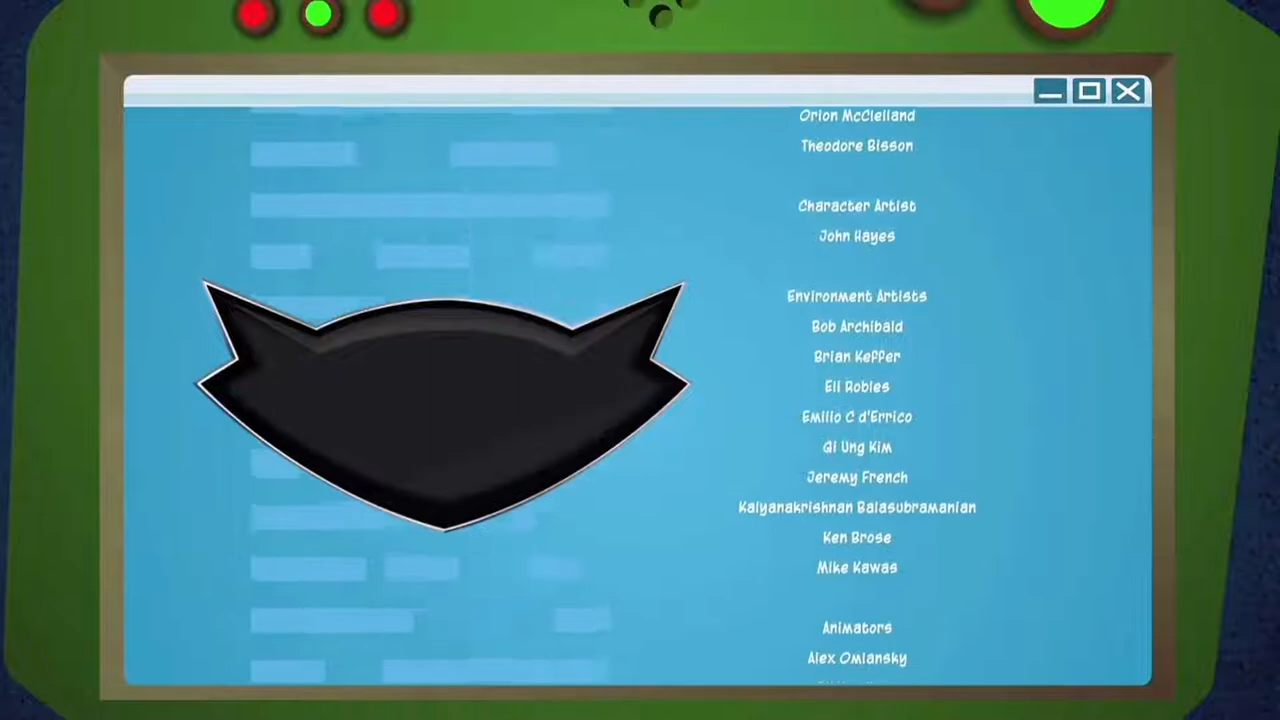 Orion McClelland
Theodore Bisson
Character Artist
John Hayes
Environment Artists
Bob Archibald
Brian Keffer
Eli Robles
Emilio C d'Errico
Gi Ung Kim
Jeremy French
Kalyanakrishnan Balasubramanian
Ken Brose
Mike Kawas
Animators
Alex Omlansky